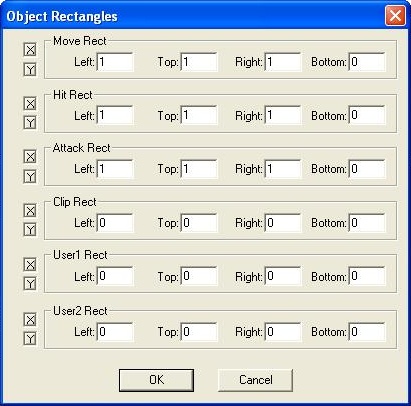 Object Rectangles
Move Rect
X
Left: 1 Top: 1 Right: 1 Bottom: 0
Y
Hit Rect
X
Left: 1 Top: 1 Right: 1 Bottom: 0
Y
Attack Rect
X
Left: 1 Top: 1 Right: 1 Bottom: 0
Y
Clip Rect
X
Left: 0 Top: 0 Right: 0 Bottom: 0
Y
User1 Rect
X
Left: 0 Top: 0 Right: 0 Bottom: 0
Y
User2 Rect
X
Left: 0 Top: 0 Right: 0 Bottom: 0
Y
OK Cancel